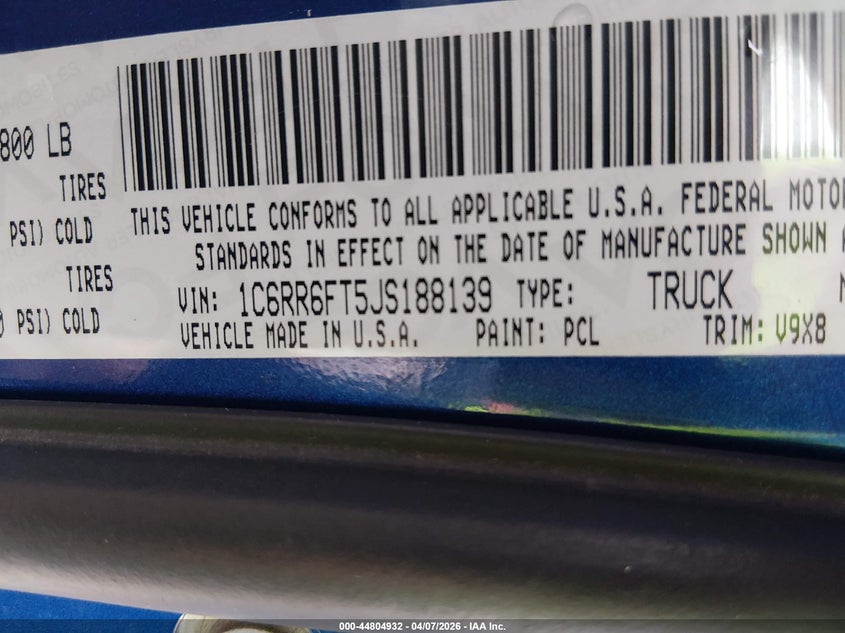 800 LB
TIRES
PSI) COLD
TIRES
PSI) COLD
THIS VEHICLE CONFORMS TO ALL APPLICABLE U.S.A. FEDERAL MOTOR
STANDARDS IN EFFECT ON THE DATE OF MANUFACTURE SHOWN A
VIN: 1C6RR6FT5JS188139 TYPE: TRUCK
VEHICLE MADE IN U.S.A. PAINT: PCL TRIM: V9X8
000-44804932 | 04/07/2026 - IAA Inc.